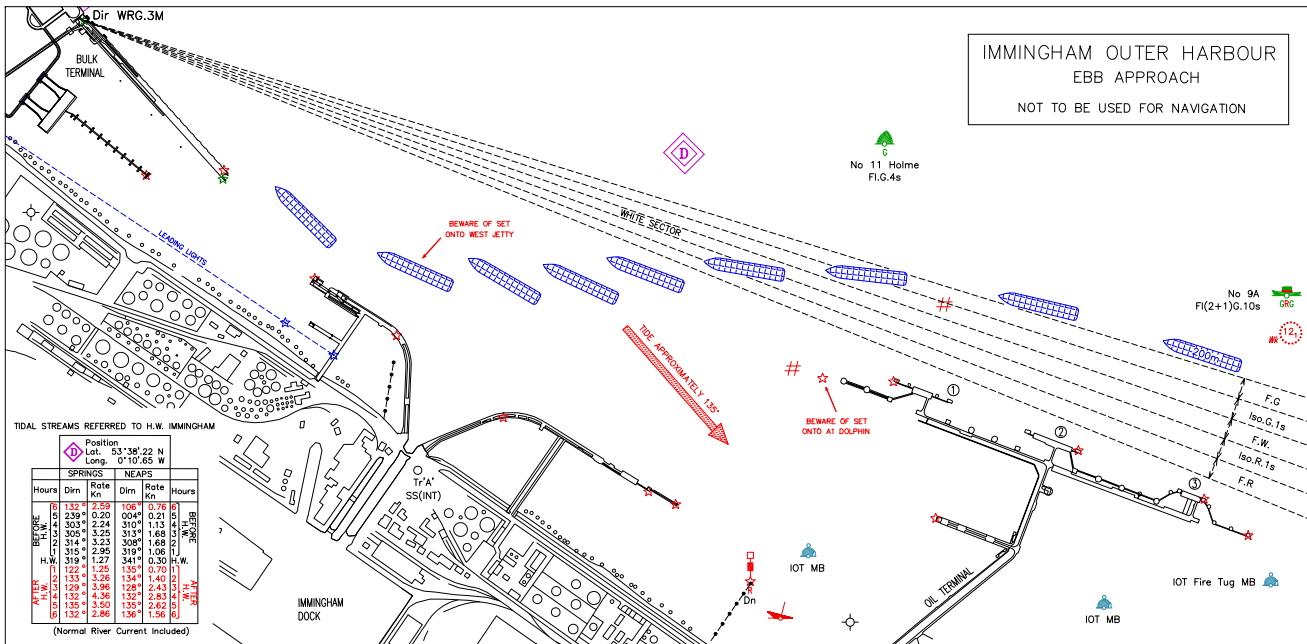 Dir WRG.3M
BULK
TERMINAL
IMMINGHAM OUTER HARBOUR
EBB APPROACH
NOT TO BE USED FOR NAVIGATION
D
G
No 11 Holme
Fl.G.4s
WHITE SECTOR
BEWARE OF SET
ONTO WEST JETTY
LEADING LIGHTS
No 9A
Fl(2+1)G.10s
GRG
Wk 12,
200m
TIDE APPROXIMATELY 135°
BEWARE OF SET
ONTO A1 DOLPHIN
1
2
3
F.G
Iso.G.1s
F.W.
Iso.R.1s
F.R
TIDAL STREAMS REFERRED TO H.W. IMMINGHAM
D Position
Lat. 53°38'.22 N
Long. 0°10'.65 W
SPRINGS NEAPS
Hours Dirn Rate Kn Dirn Rate Kn Hours
BEFORE H.W.
6 132° 2.59 106° 0.76 6
5 239° 0.20 004° 0.21 5
4 303° 2.24 310° 1.13 4
3 305° 3.25 313° 1.68 3
2 314° 3.23 308° 1.68 2
1 315° 2.95 319° 1.06 1
BEFORE H.W.
H.W. 319° 1.27 341° 0.30 H.W.
AFTER H.W.
1 122° 1.25 135° 0.70 1
2 133° 3.26 134° 1.40 2
3 129° 3.96 128° 2.43 3
4 132° 4.36 132° 2.83 4
5 135° 3.50 135° 2.62 5
6 132° 2.86 136° 1.56 6
AFTER H.W.
(Normal River Current Included)
Tr'A'
SS(INT)
IMMINGHAM
DOCK
R
Dn
IOT MB
OIL TERMINAL
IOT Fire Tug MB
IOT MB